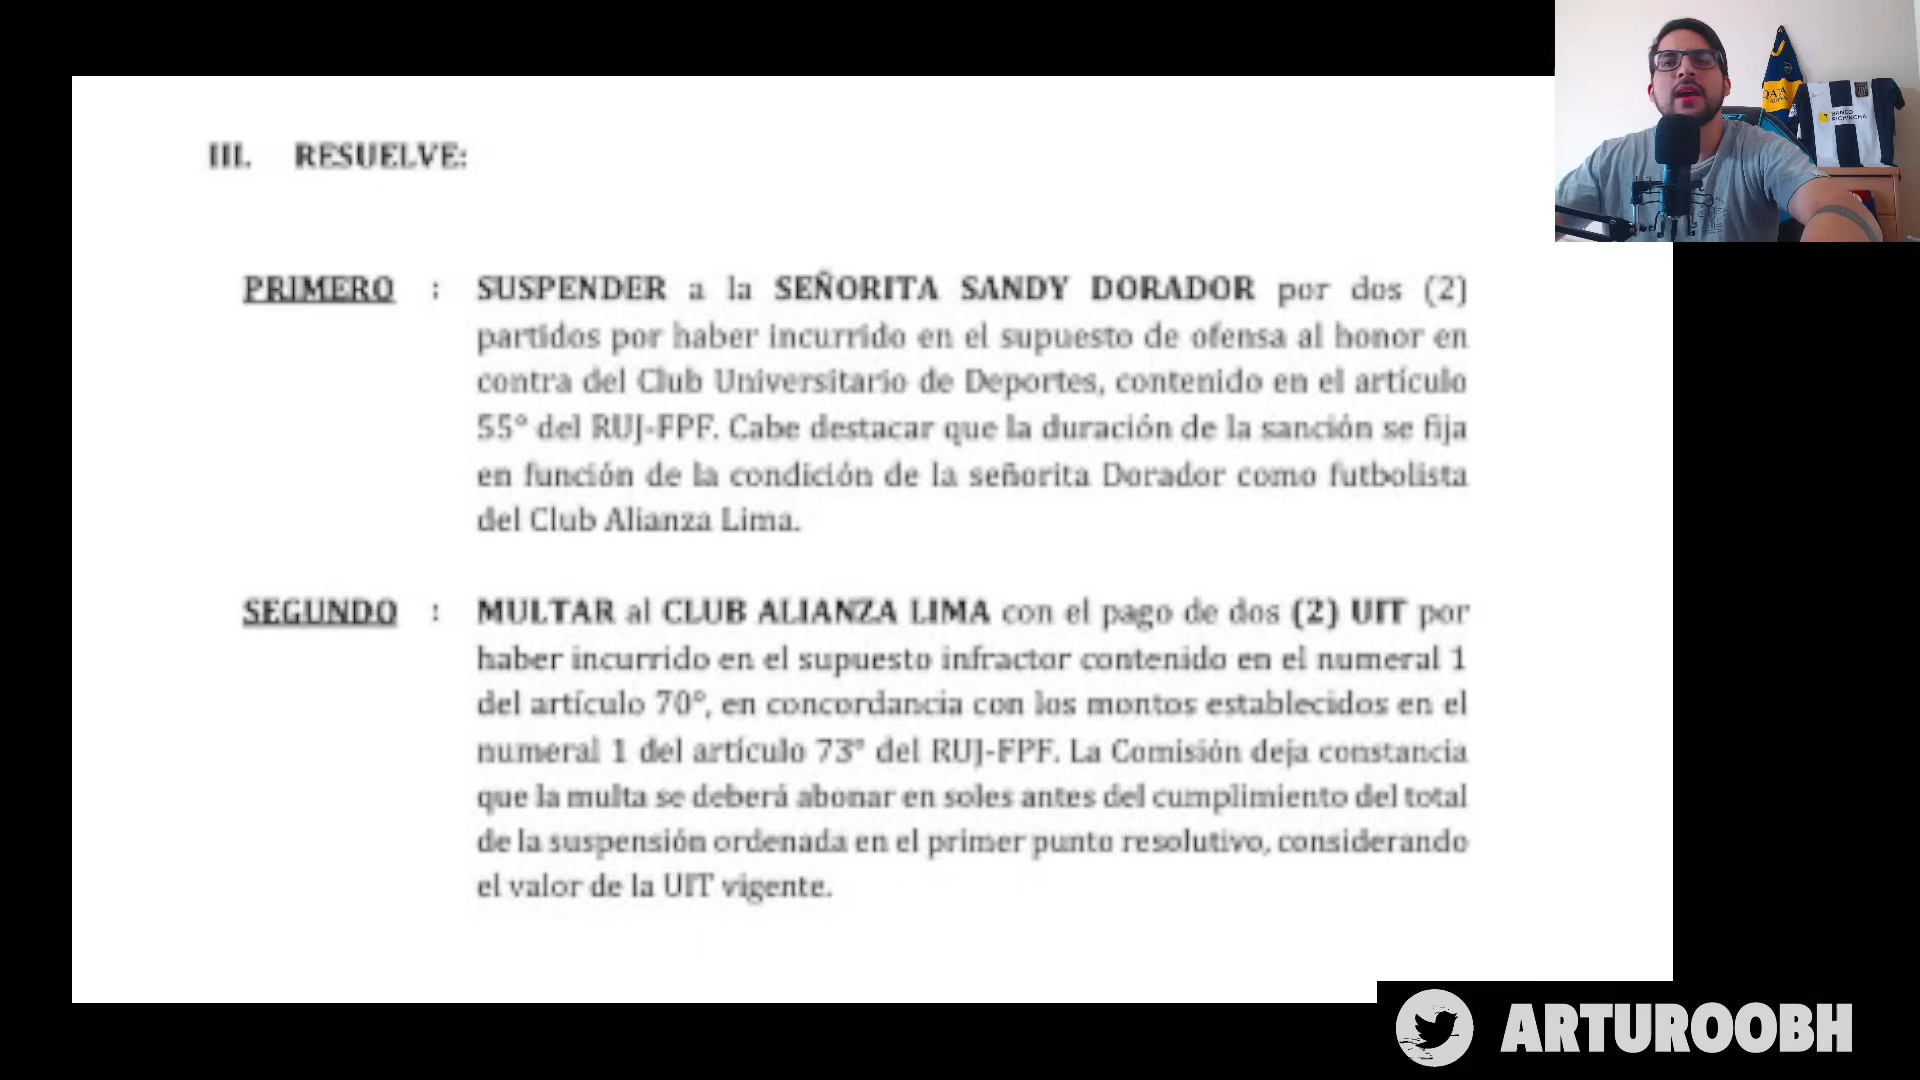 III. RESUELVE:
PRIMERO : SUSPENDER a la SEÑORITA SANDY DORADOR por dos (2)
partidos por haber incurrido en el supuesto de ofensa al honor en
contra del Club Universitario de Deportes, contenido en el artículo
55° del RUJ-FPF. Cabe destacar que la duración de la sanción se fija
en función de la condición de la señorita Dorador como futbolista
del Club Alianza Lima.
SEGUNDO : MULTAR al CLUB ALIANZA LIMA con el pago de dos (2) UIT por
haber incurrido en el supuesto infractor contenido en el numeral 1
del artículo 70°, en concordancia con los montos establecidos en el
numeral 1 del artículo 73° del RUJ-FPF. La Comisión deja constancia
que la multa se deberá abonar en soles antes del cumplimiento del total
de la suspensión ordenada en el primer punto resolutivo, considerando
el valor de la UIT vigente.
QATAR
BANCO
PICHINCHA
ARTUROOBH